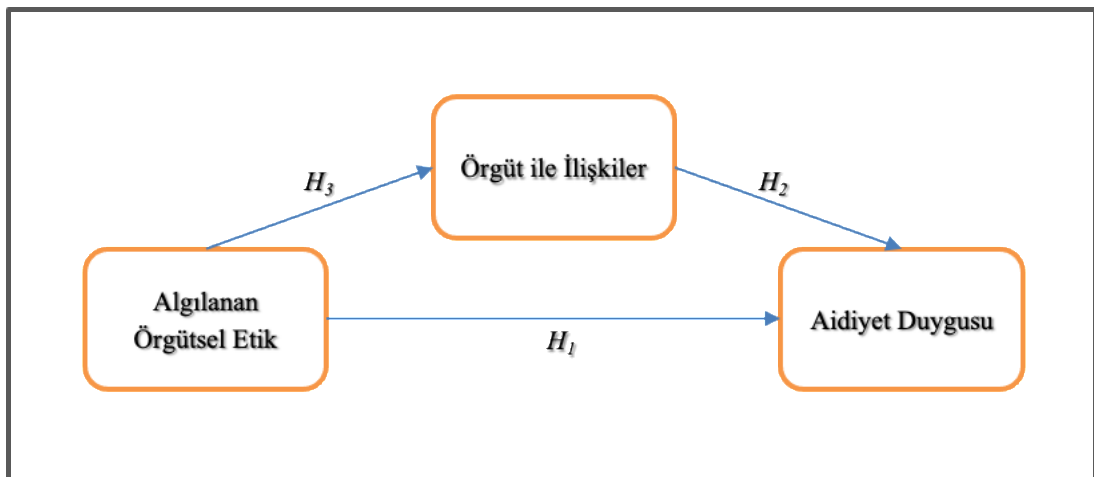 Örgüt ile İlişkiler
H₃
H₂
Algılanan
Örgütsel Etik
Aidiyet Duygusu
H₁